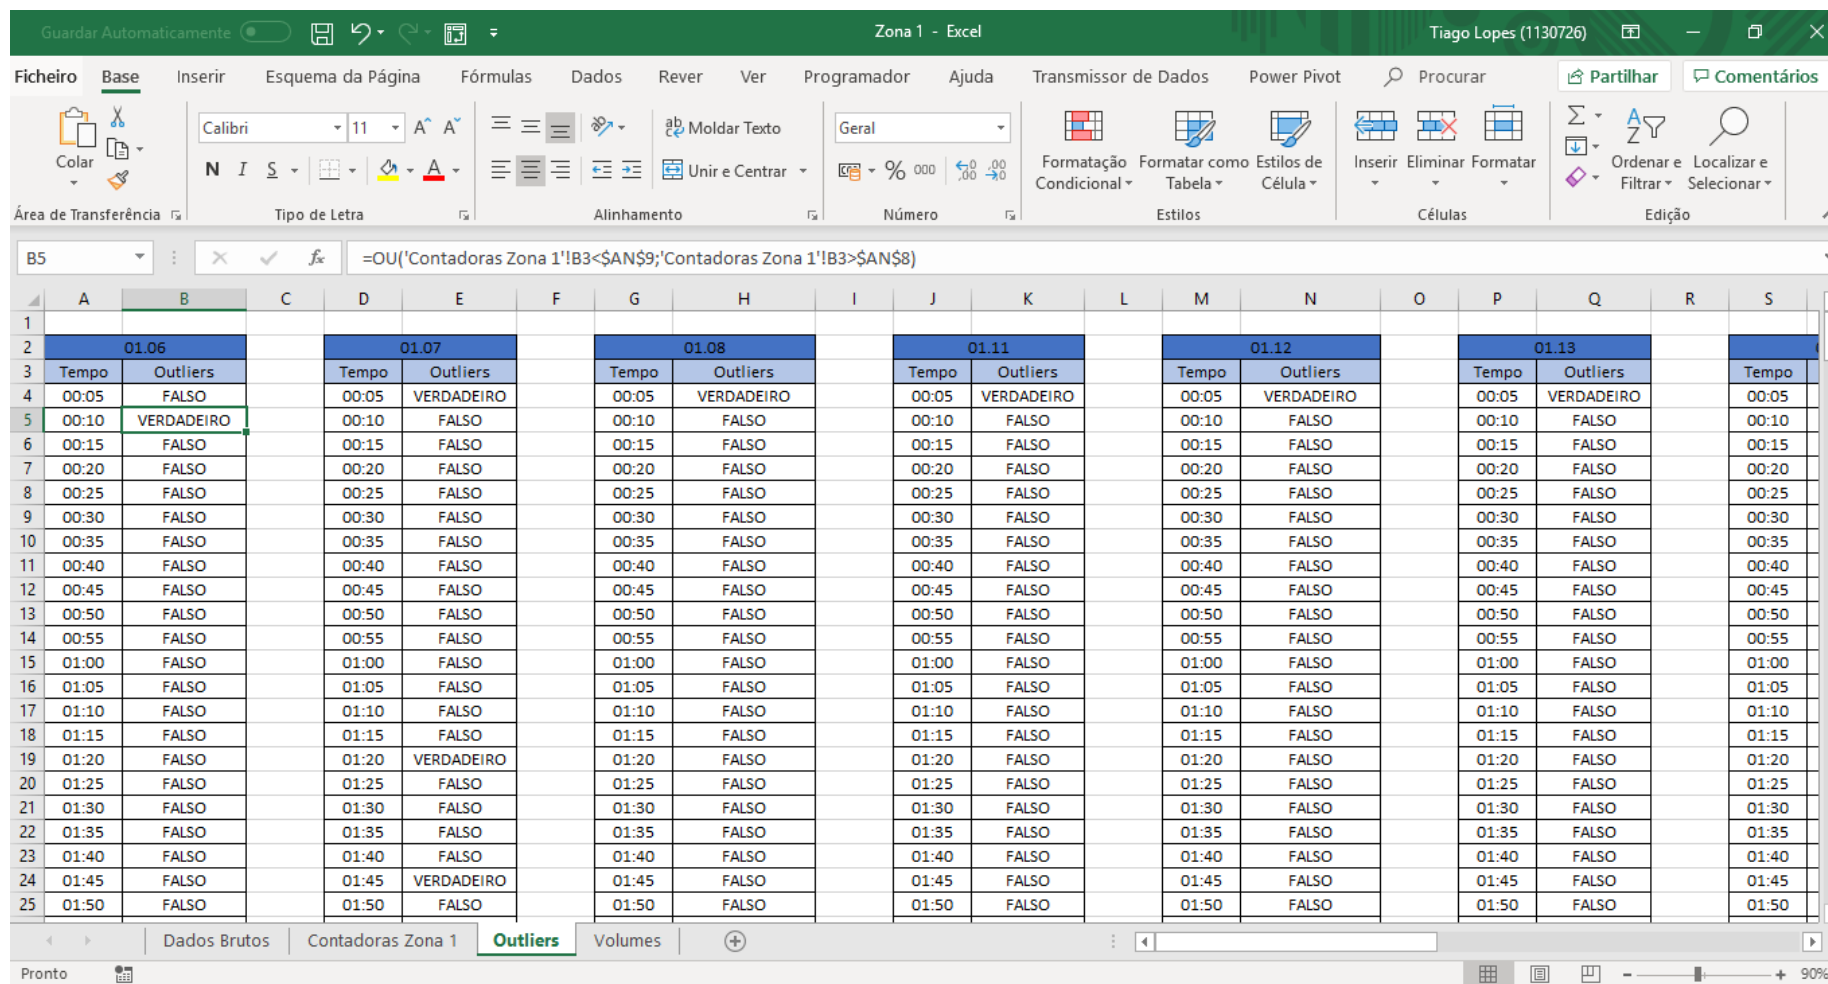 Guardar Automaticamente
Zona 1 - Excel
Tiago Lopes (1130726)
Ficheiro Base Inserir Esquema da Página Fórmulas Dados Rever Ver Programador Ajuda Transmissor de Dados Power Pivot Procurar Partilhar Comentários
Colar
Calibri 11
N I S
ab Moldar Texto
Unir e Centrar
Geral
% 000
Formatação Condicional
Formatar como Tabela
Estilos de Célula
Inserir Eliminar Formatar
Ordenar e Filtrar
Localizar e Selecionar
Área de Transferência Tipo de Letra Alinhamento Número Estilos Células Edição
B5 fx =OU('Contadoras Zona 1'!B3<$AN$9;'Contadoras Zona 1'!B3>$AN$8)
A B C D E F G H I J K L M N O P Q R S
1
2 01.06 01.07 01.08 01.11 01.12 01.13
3 Tempo Outliers Tempo Outliers Tempo Outliers Tempo Outliers Tempo Outliers Tempo Outliers Tempo
4 00:05 FALSO 00:05 VERDADEIRO 00:05 VERDADEIRO 00:05 VERDADEIRO 00:05 VERDADEIRO 00:05 VERDADEIRO 00:05
5 00:10 VERDADEIRO 00:10 FALSO 00:10 FALSO 00:10 FALSO 00:10 FALSO 00:10 FALSO 00:10
6 00:15 FALSO 00:15 FALSO 00:15 FALSO 00:15 FALSO 00:15 FALSO 00:15 FALSO 00:15
7 00:20 FALSO 00:20 FALSO 00:20 FALSO 00:20 FALSO 00:20 FALSO 00:20 FALSO 00:20
8 00:25 FALSO 00:25 FALSO 00:25 FALSO 00:25 FALSO 00:25 FALSO 00:25 FALSO 00:25
9 00:30 FALSO 00:30 FALSO 00:30 FALSO 00:30 FALSO 00:30 FALSO 00:30 FALSO 00:30
10 00:35 FALSO 00:35 FALSO 00:35 FALSO 00:35 FALSO 00:35 FALSO 00:35 FALSO 00:35
11 00:40 FALSO 00:40 FALSO 00:40 FALSO 00:40 FALSO 00:40 FALSO 00:40 FALSO 00:40
12 00:45 FALSO 00:45 FALSO 00:45 FALSO 00:45 FALSO 00:45 FALSO 00:45 FALSO 00:45
13 00:50 FALSO 00:50 FALSO 00:50 FALSO 00:50 FALSO 00:50 FALSO 00:50 FALSO 00:50
14 00:55 FALSO 00:55 FALSO 00:55 FALSO 00:55 FALSO 00:55 FALSO 00:55 FALSO 00:55
15 01:00 FALSO 01:00 FALSO 01:00 FALSO 01:00 FALSO 01:00 FALSO 01:00 FALSO 01:00
16 01:05 FALSO 01:05 FALSO 01:05 FALSO 01:05 FALSO 01:05 FALSO 01:05 FALSO 01:05
17 01:10 FALSO 01:10 FALSO 01:10 FALSO 01:10 FALSO 01:10 FALSO 01:10 FALSO 01:10
18 01:15 FALSO 01:15 FALSO 01:15 FALSO 01:15 FALSO 01:15 FALSO 01:15 FALSO 01:15
19 01:20 FALSO 01:20 VERDADEIRO 01:20 FALSO 01:20 FALSO 01:20 FALSO 01:20 FALSO 01:20
20 01:25 FALSO 01:25 FALSO 01:25 FALSO 01:25 FALSO 01:25 FALSO 01:25 FALSO 01:25
21 01:30 FALSO 01:30 FALSO 01:30 FALSO 01:30 FALSO 01:30 FALSO 01:30 FALSO 01:30
22 01:35 FALSO 01:35 FALSO 01:35 FALSO 01:35 FALSO 01:35 FALSO 01:35 FALSO 01:35
23 01:40 FALSO 01:40 FALSO 01:40 FALSO 01:40 FALSO 01:40 FALSO 01:40 FALSO 01:40
24 01:45 FALSO 01:45 VERDADEIRO 01:45 FALSO 01:45 FALSO 01:45 FALSO 01:45 FALSO 01:45
25 01:50 FALSO 01:50 FALSO 01:50 FALSO 01:50 FALSO 01:50 FALSO 01:50 FALSO 01:50
Dados Brutos Contadoras Zona 1 Outliers Volumes
Pronto 90%